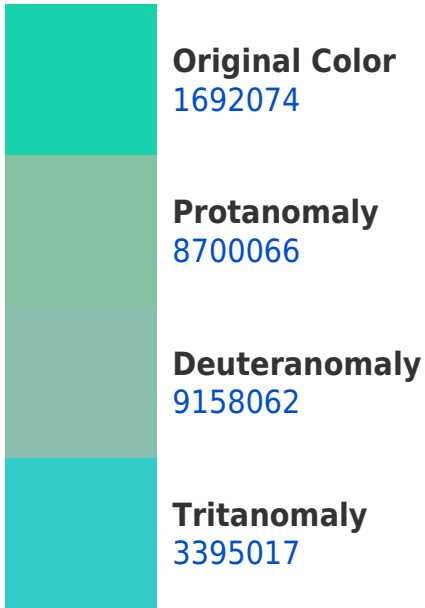 Original Color
1692074
Protanomaly
8700066
Deuteranomaly
9158062
Tritanomaly
3395017